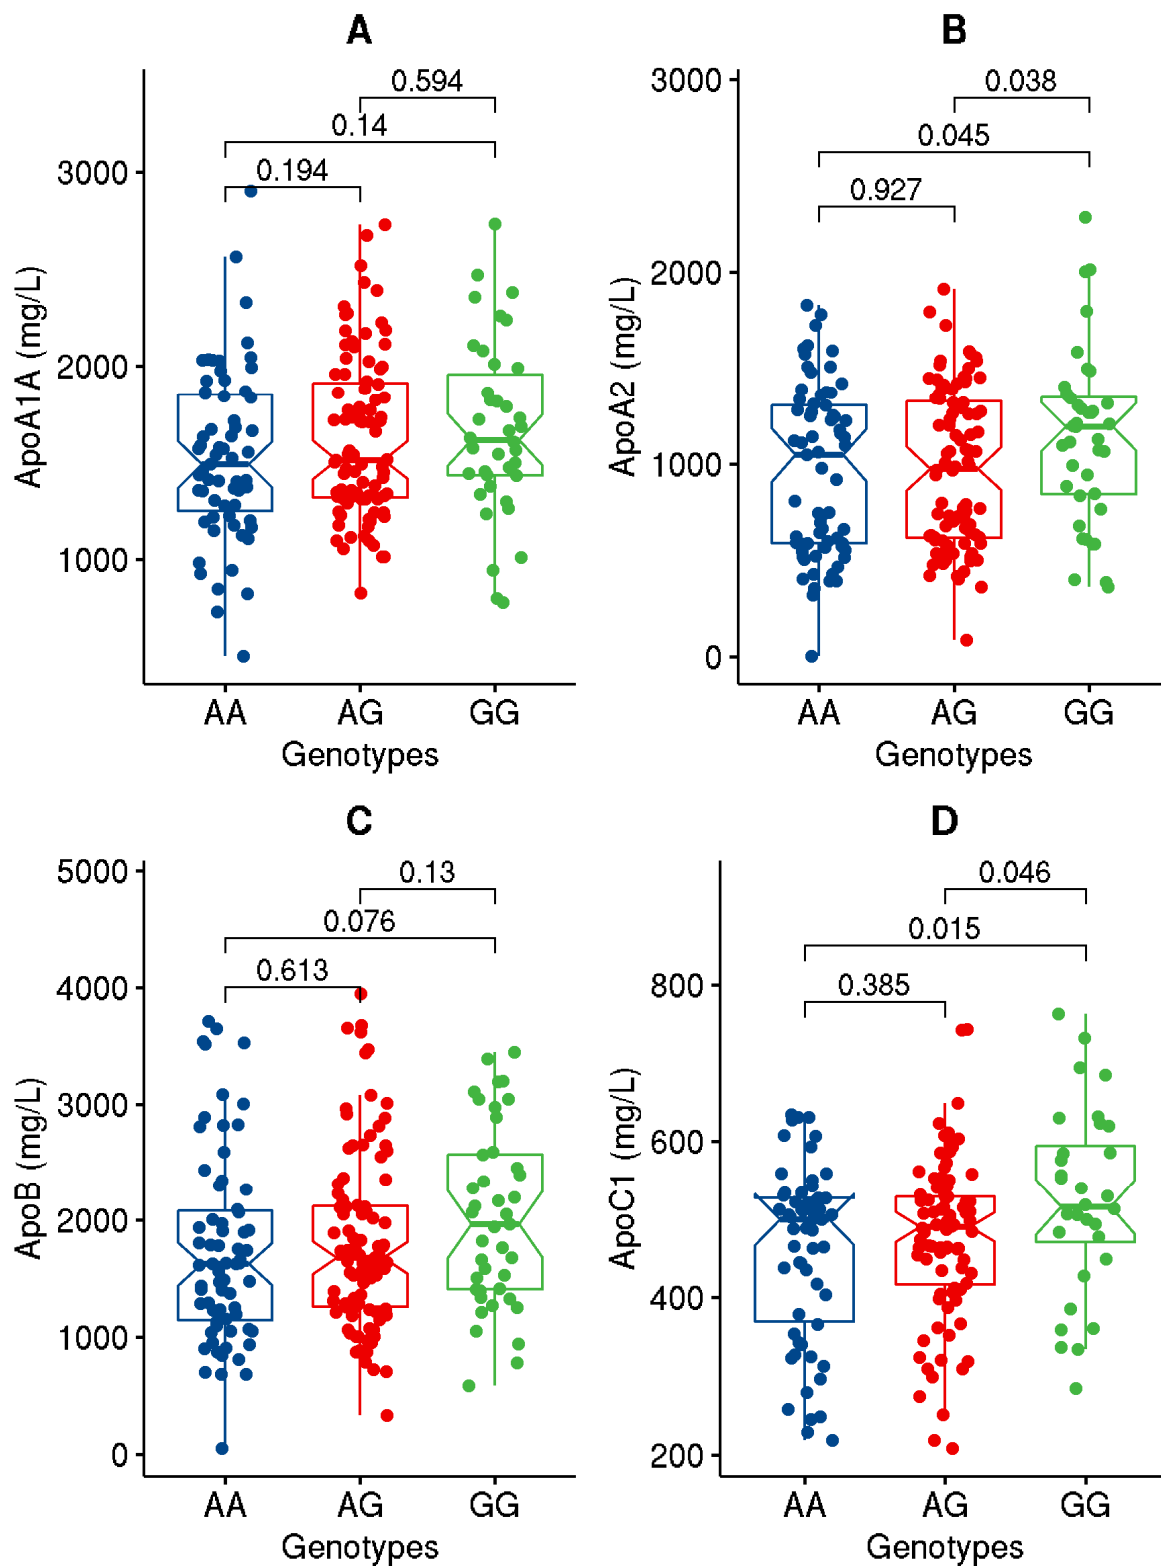 A
ApoA1A (mg/L)
3000
2000
1000
0.594
0.14
0.194
AA AG GG
Genotypes
B
ApoA2 (mg/L)
3000
2000
1000
0
0.038
0.045
0.927
AA AG GG
Genotypes
C
ApoB (mg/L)
5000
4000
3000
2000
1000
0
0.13
0.076
0.613
AA AG GG
Genotypes
D
ApoC1 (mg/L)
800
600
400
200
0.046
0.015
0.385
AA AG GG
Genotypes